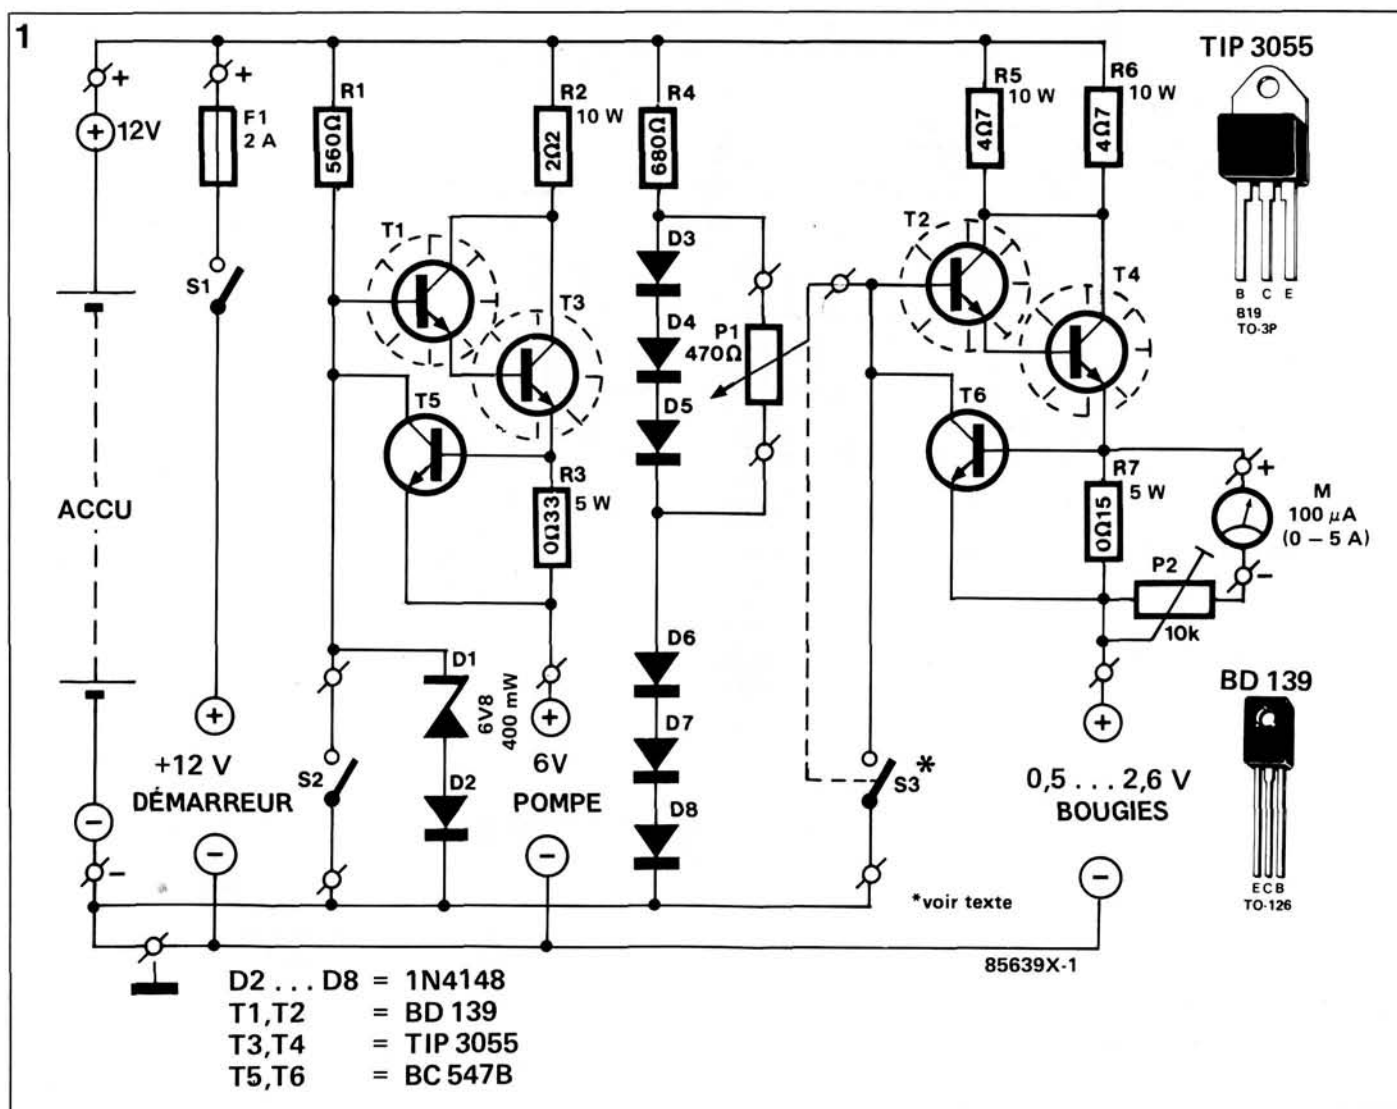 1
TIP 3055
B C E
B19
TO-3P
+
12V
+
F1
2 A
R1
560Ω
R2
10 W
2Ω2
R4
680Ω
R5
10 W
4Ω7
R6
10 W
4Ω7
S1
T1
T3
T5
R3
5 W
0Ω33
D3
D4
D5
P1
470Ω
T2
T4
T6
R7
5 W
0Ω15
+
M
100 µA
(0 – 5 A)
–
P2
10k
ACCU
D1
6V8
400 mW
D2
S2
D6
D7
D8
S3 *
+
+12 V
DÉMARREUR
–
+
6V
POMPE
–
+
0,5 . . . 2,6 V
BOUGIES
–
BD 139
E C B
TO-126
–
–
*voir texte
85639X-1
D2 . . . D8 = 1N4148
T1,T2 = BD 139
T3,T4 = TIP 3055
T5,T6 = BC 547B